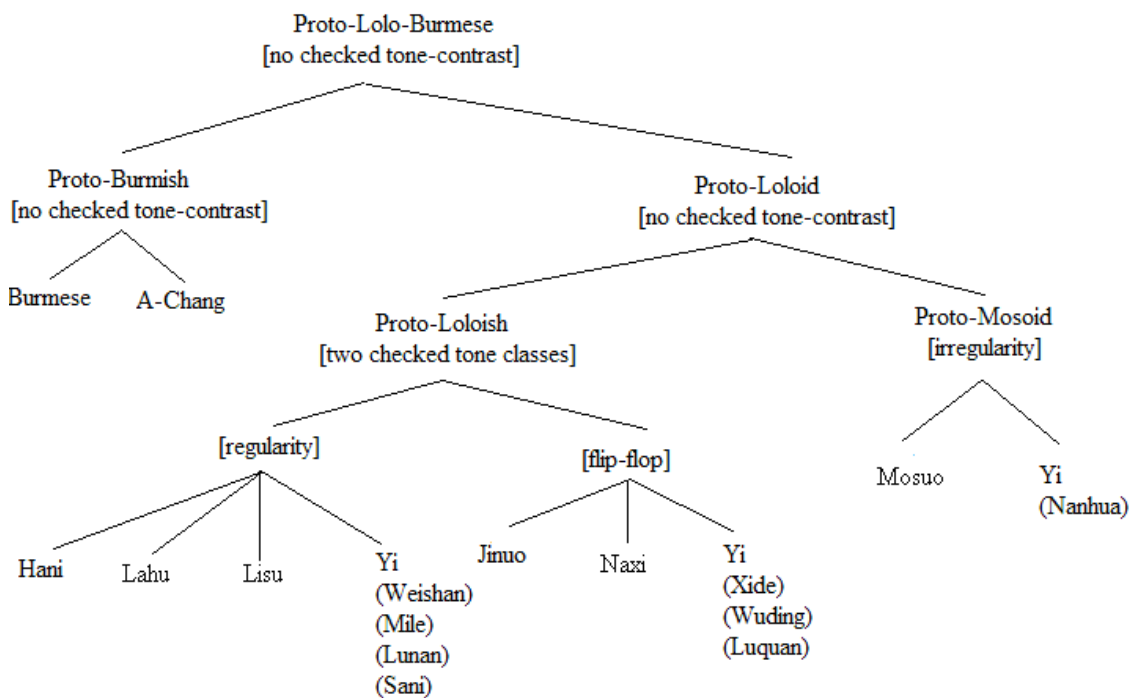 Proto-Lolo-Burmese
[no checked tone-contrast]
Proto-Burmish
[no checked tone-contrast]
Proto-Loloid
[no checked tone-contrast]
Burmese
A-Chang
Proto-Loloish
[two checked tone classes]
Proto-Mosoid
[irregularity]
[regularity]
[flip-flop]
Mosuo
Yi
(Nanhua)
Hani
Lahu
Lisu
Yi
(Weishan)
(Mile)
(Lunan)
(Sani)
Jinuo
Naxi
Yi
(Xide)
(Wuding)
(Luquan)